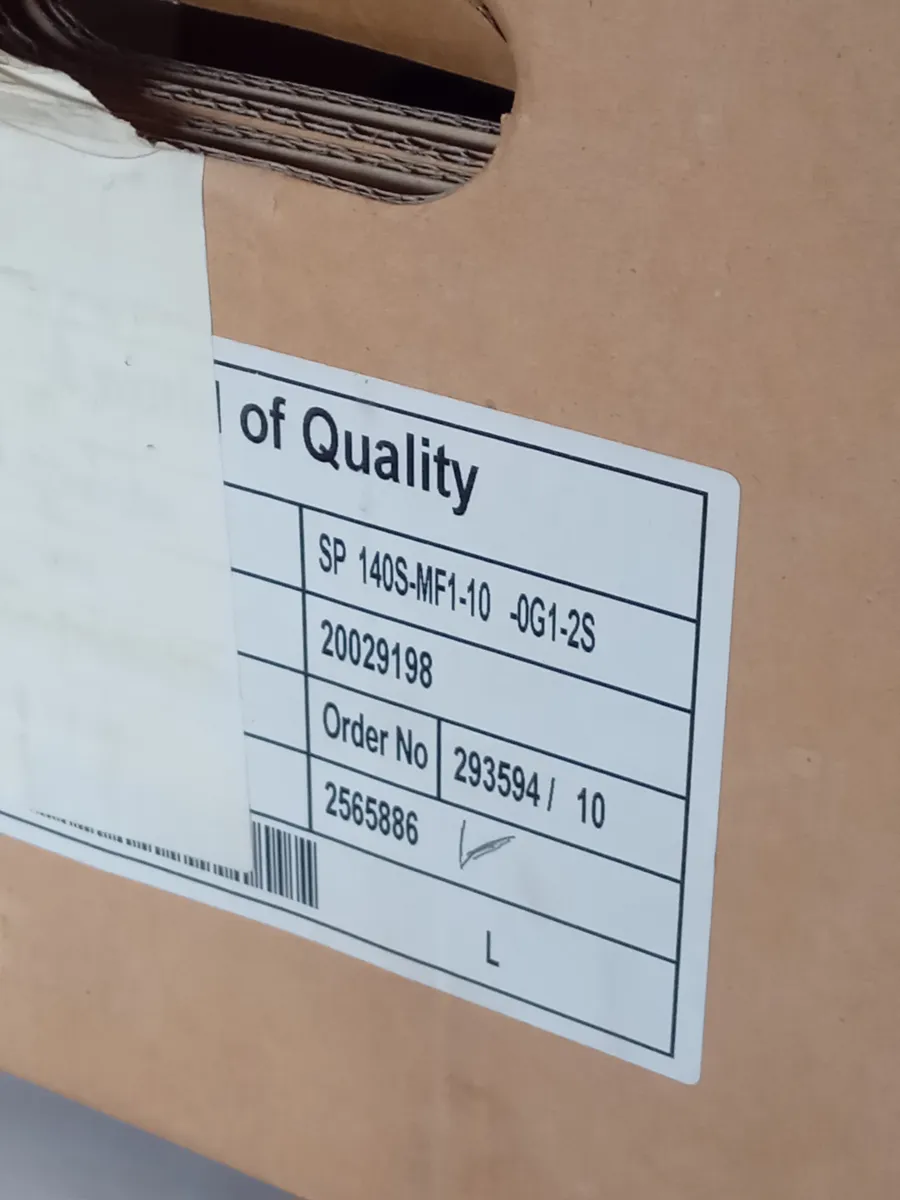 of Quality
SP 140S-MF1-10 -0G1-2S
20029198
Order No 293594 / 10
2565886
L